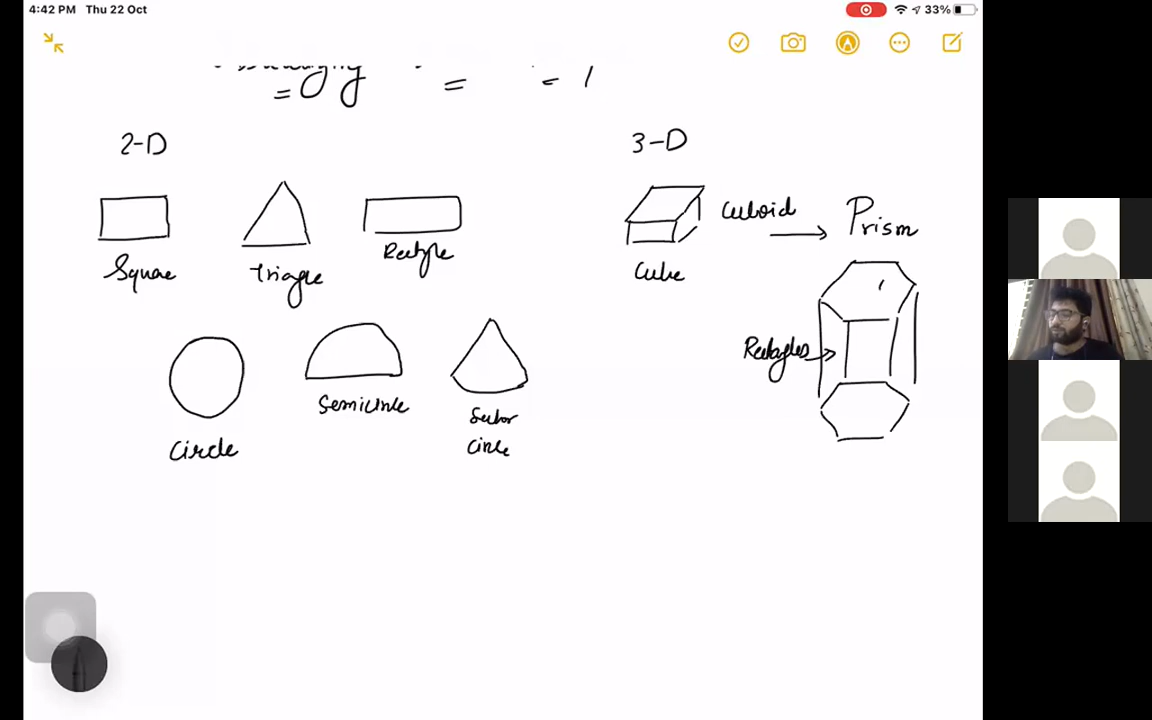 4:42 PM Thu 22 Oct
33%
= = = 1
2-D
3-D
Square
Triagle
Rectgle
Cube
Cuboid
Prism
Circle
Semicircle
Sector
Circle
Rectagles